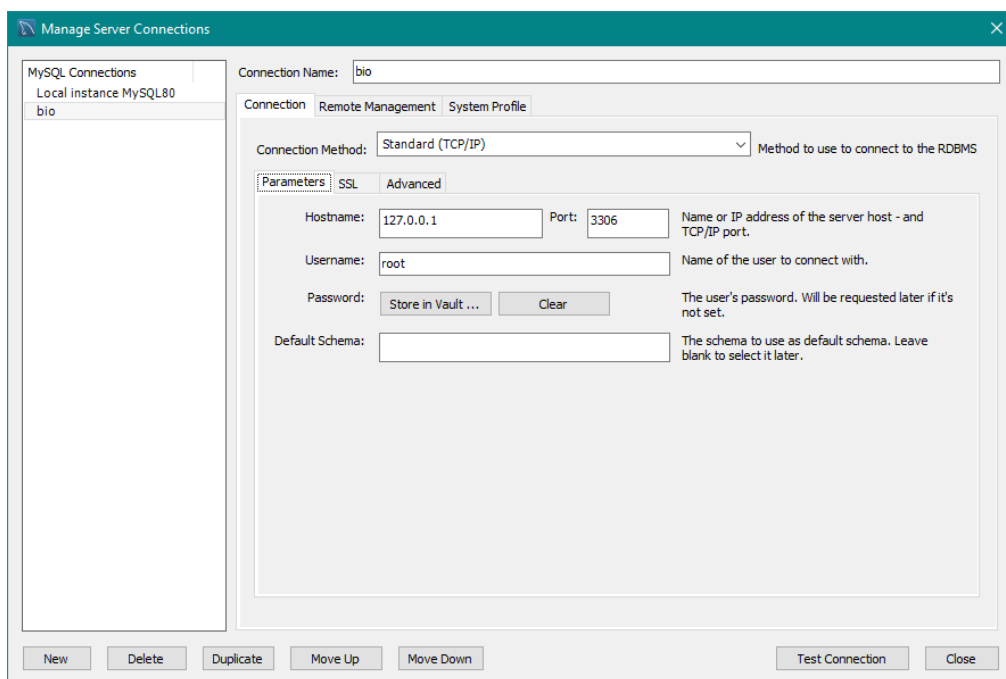 Manage Server Connections
MySQL Connections
Local instance MySQL80
bio
Connection Name: bio
Connection Remote Management System Profile
Connection Method: Standard (TCP/IP) Method to use to connect to the RDBMS
Parameters SSL Advanced
Hostname: 127.0.0.1 Port: 3306 Name or IP address of the server host - and
TCP/IP port.
Username: root Name of the user to connect with.
Password: Store in Vault ... Clear The user's password. Will be requested later if it's
not set.
Default Schema: The schema to use as default schema. Leave
blank to select it later.
New Delete Duplicate Move Up Move Down Test Connection Close